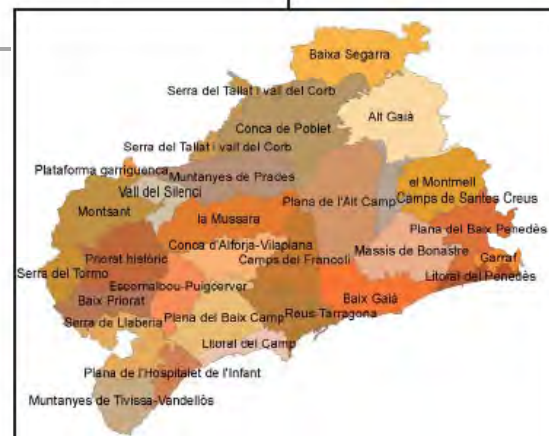 Baixa Segarra
Serra del Tallat i vall del Corb
Alt Gaià
Conca de Poblet
Serra del Tallat i vall del Corb
Plataforma garriguenca
Muntanyes de Prades
el Montmell
Vall del Silenci
Plana de l'Alt Camp
Camps de Santes Creus
Montsant
la Mussara
Plana del Baix Penedès
Conca d'Alforja-Vilaplana
Massís de Bonastre
Priorat històric
Camps del Francolí
Garraf
Serra del Tormo
Litoral del Penedès
Escornalbou-Puigcerver
Baix Priorat
Baix Gaià
Plana del Baix Camp
Reus-Tarragona
Serra de Llaberia
Litoral del Camp
Plana de l'Hospitalet de l'Infant
Muntanyes de Tivissa-Vandellòs